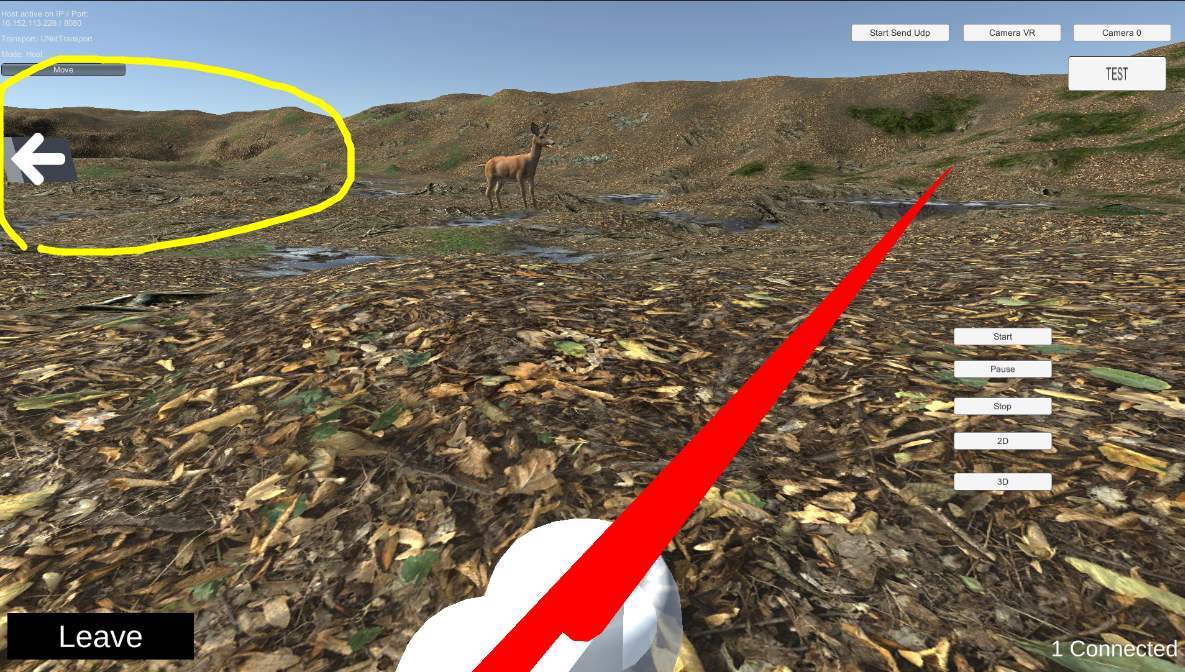 Host active on IP / Port:
10.152.113.226 / 8080
Transport: UNetTransport
Mode: Host
Move
Start Send Udp
Camera VR
Camera 0
TEST
Start
Pause
Stop
2D
3D
Leave
1 Connected